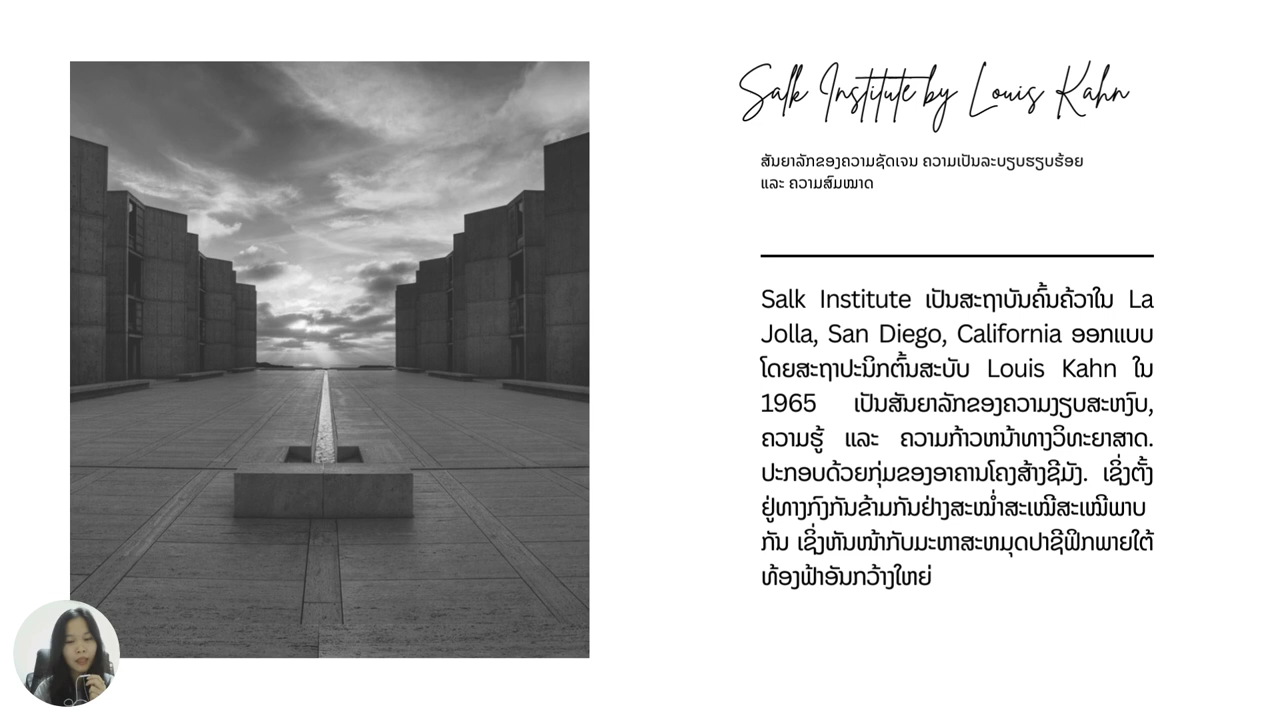 Salk Institute by Louis Kahn
ສັນຍາລັກຂອງຄວາມຊັດເຈນ ຄວາມເປັນລະບຽບຮຽບຮ້ອຍ
ແລະ ຄວາມສົມໝາດ
Salk Institute ເປັນສະຖາບັນຄົ້ນຄ້ວາໃນ La
Jolla, San Diego, California ອອກແບບ
ໂດຍສະຖາປະນິກຕົ້ນສະບັບ Louis Kahn ໃນ
1965 ເປັນສັນຍາລັກຂອງຄວາມງຽບສະຫງົບ,
ຄວາມຮູ້ ແລະ ຄວາມກ້າວຫນ້າທາງວິທະຍາສາດ.
ປະກອບດ້ວຍກຸ່ມຂອງອາຄານໂຄງສ້າງຊີມັງ. ເຊິ່ງຕັ້ງ
ຢູ່ທາງກົງກັນຂ້າມກັນຢ່າງສະໝໍ່າສະເໝີສະເໝີພາບ
ກັນ ເຊິ່ງຫັນໜ້າກັບມະຫາສະຫມຸດປາຊີຟິກພາຍໃຕ້
ທ້ອງຟ້າອັນກວ້າງໃຫຍ່